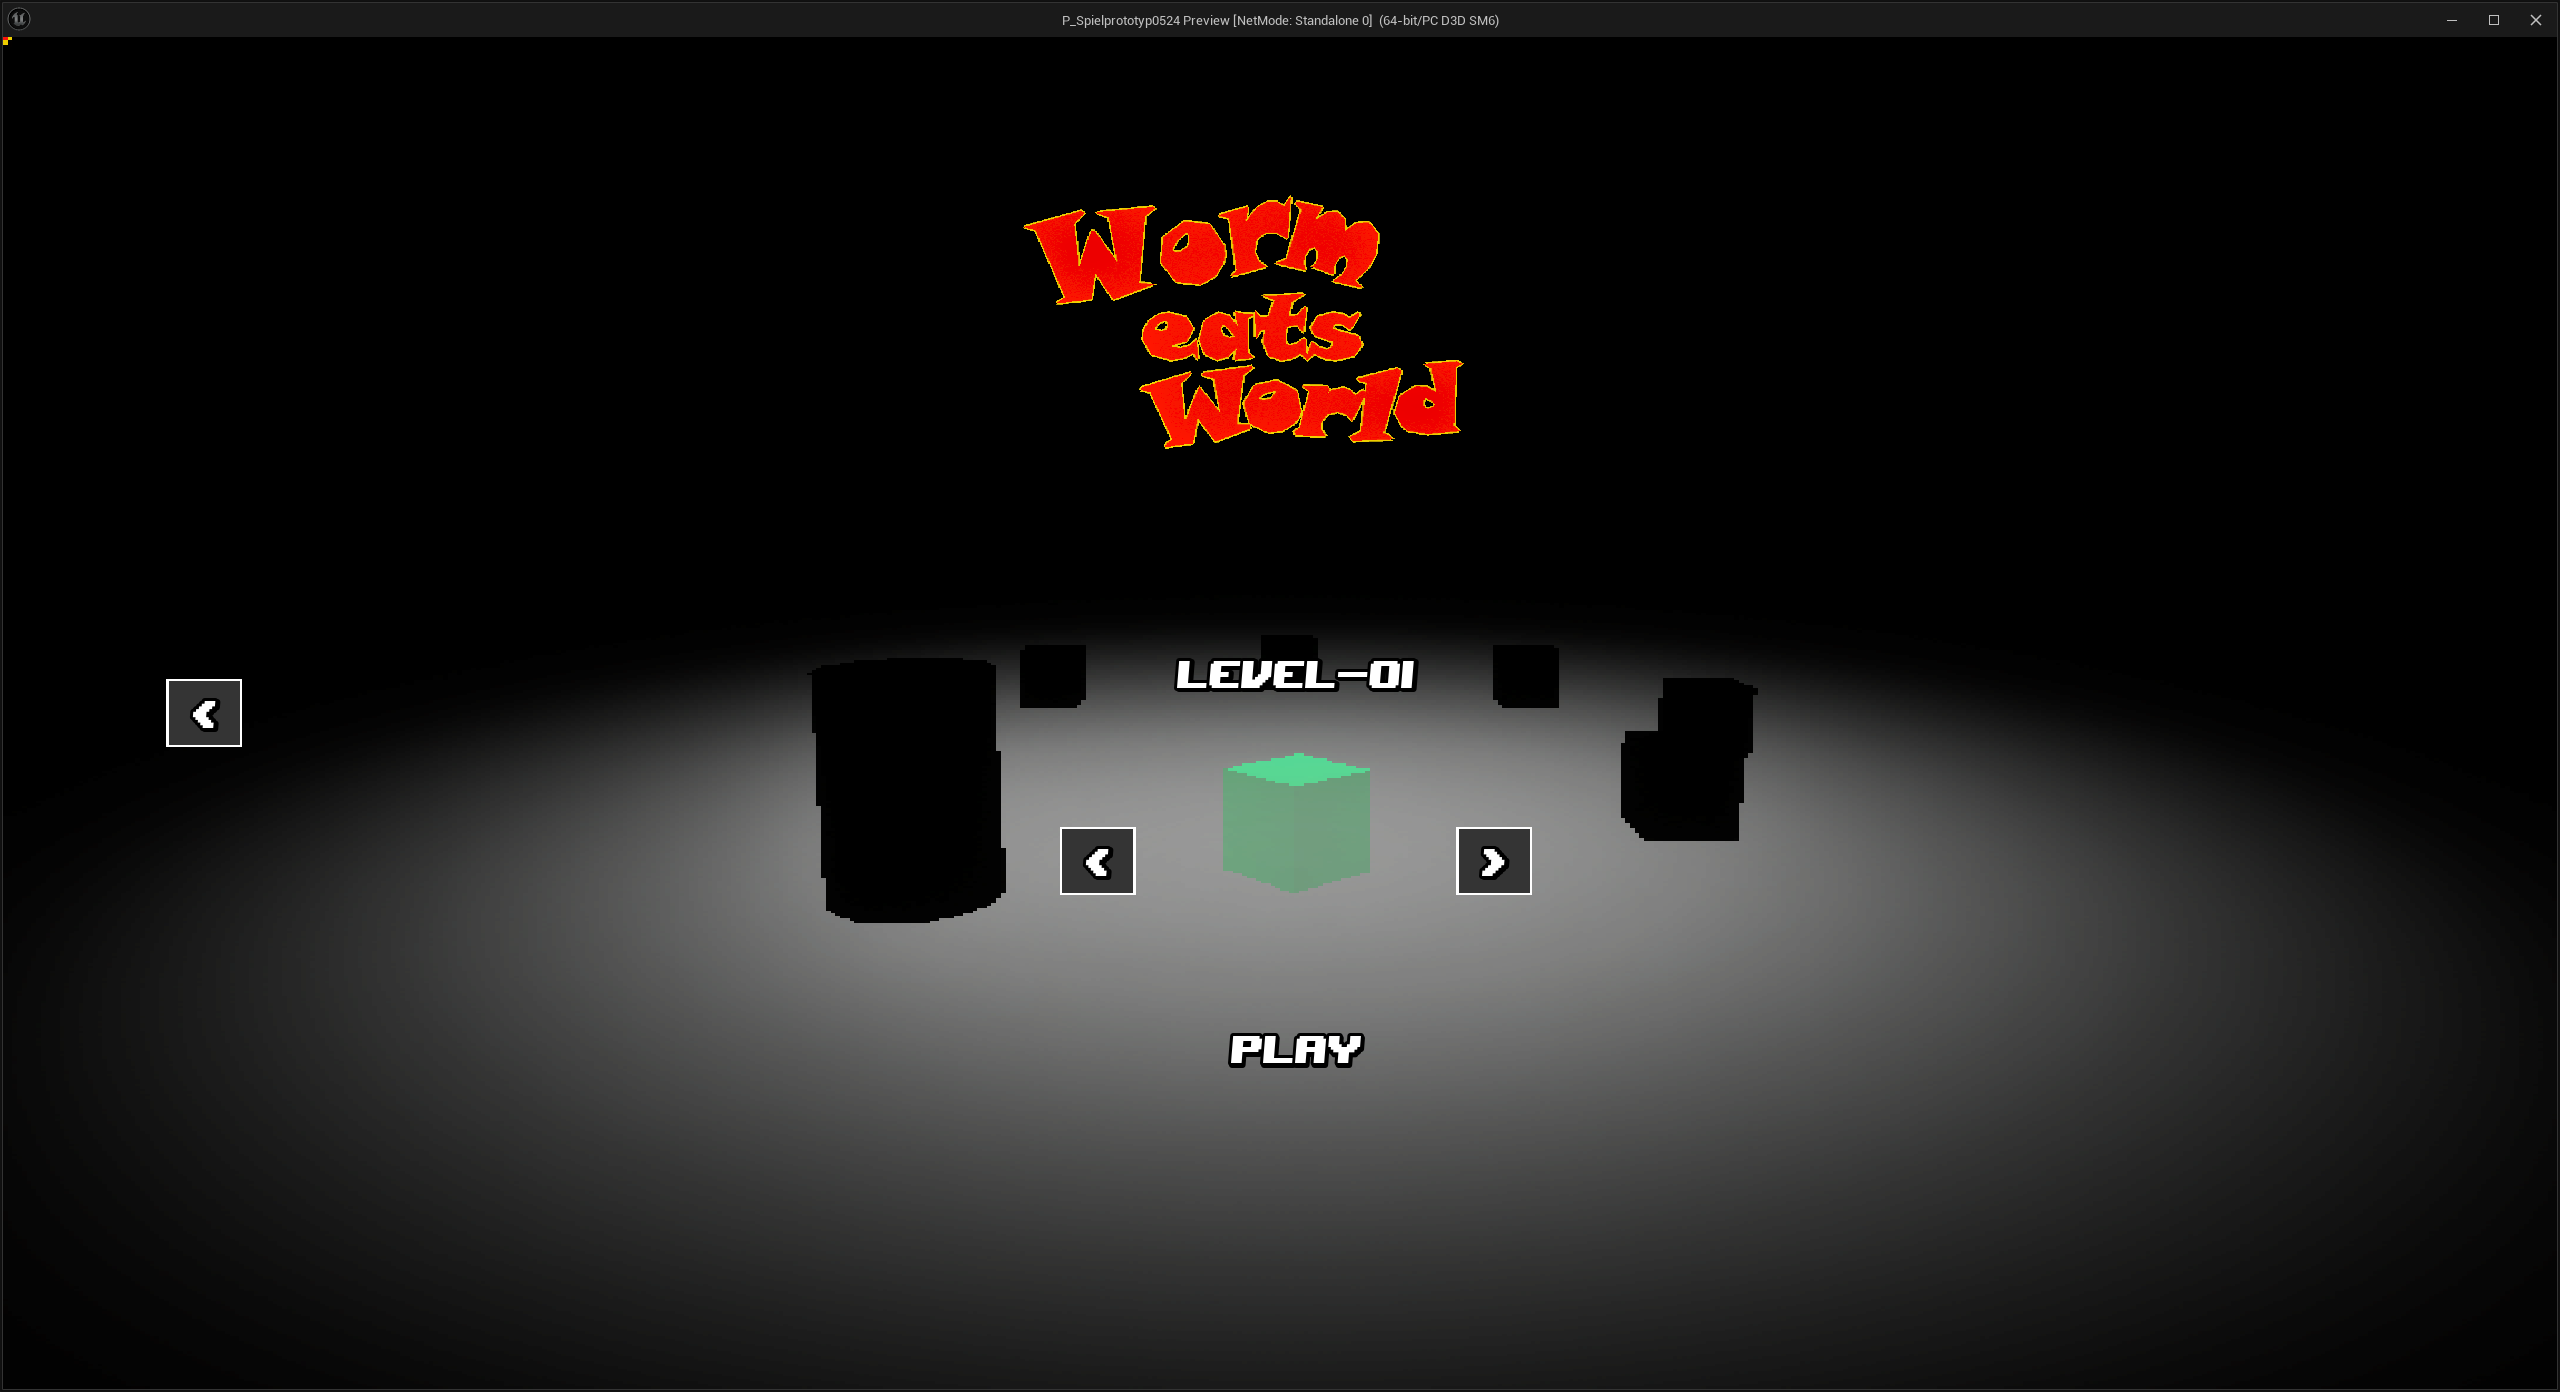 P_Spielprototyp0524 Preview [NetMode: Standalone 0] (64-bit/PC D3D SM6)
Worm
eats
World
LEVEL-01
PLAY